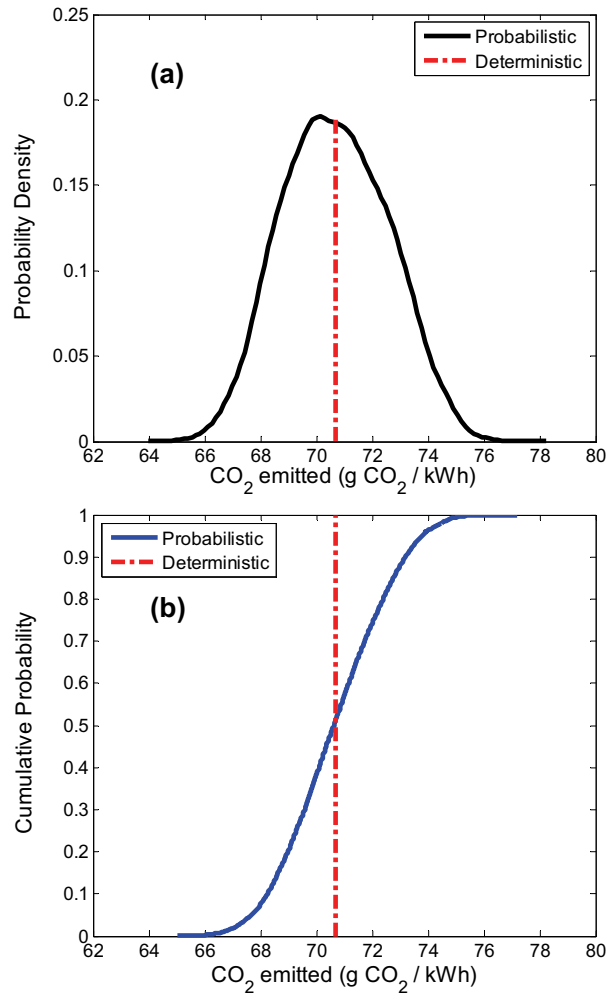 (a)
Probabilistic
Deterministic
0.25
0.2
0.15
0.1
0.05
0
Probability Density
62 64 66 68 70 72 74 76 78 80
CO₂ emitted (g CO₂ / kWh)
Probabilistic
Deterministic
(b)
1
0.9
0.8
0.7
0.6
0.5
0.4
0.3
0.2
0.1
0
Cumulative Probability
62 64 66 68 70 72 74 76 78 80
CO₂ emitted (g CO₂ / kWh)